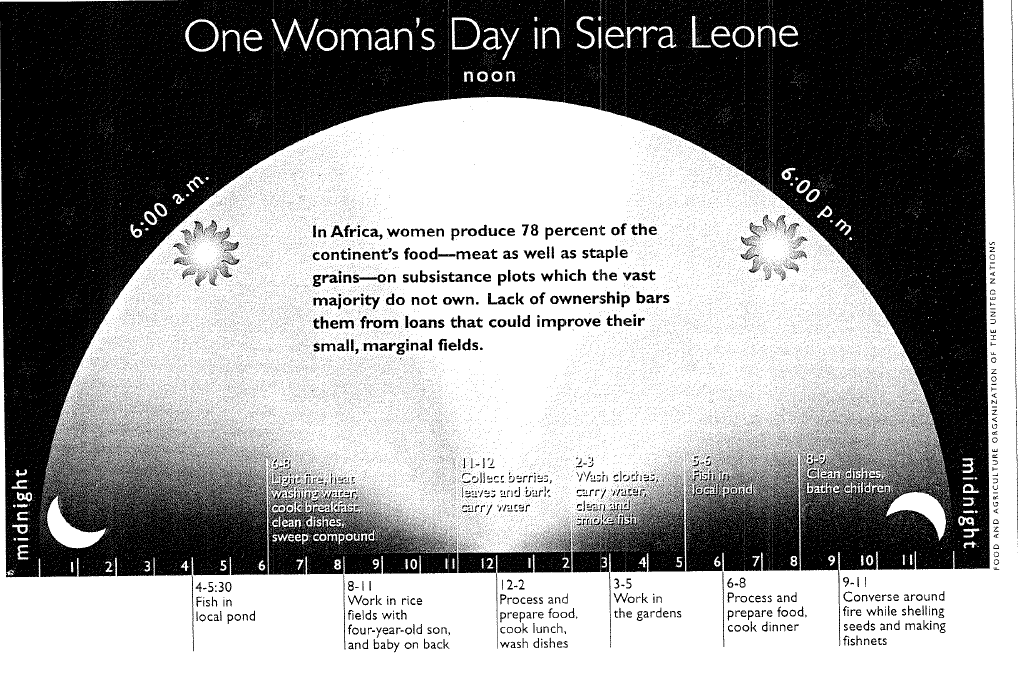 One Woman's Day in Sierra Leone
noon
6:00 a.m.
6:00 p.m.
In Africa, women produce 78 percent of the
continent's food—meat as well as staple
grains—on subsistance plots which the vast
majority do not own. Lack of ownership bars
them from loans that could improve their
small, marginal fields.
FOOD AND AGRICULTURE ORGANIZATION OF THE UNITED NATIONS
midnight
midnight
6-8
Light fire, heat
washing water,
cook breakfast,
clean dishes,
sweep compound
11-12
Collect berries,
leaves and bark
carry water
2-3
Wash clothes,
carry water,
clean and
smoke fish
5-6
Fish in
local pond
8-9
Clean dishes,
bathe children
1 2 3 4 5 6 7 8 9 10 11 12 1 2 3 4 5 6 7 8 9 10 11
4-5:30
Fish in
local pond
8-11
Work in rice
fields with
four-year-old son,
and baby on back
12-2
Process and
prepare food,
cook lunch,
wash dishes
3-5
Work in
the gardens
6-8
Process and
prepare food,
cook dinner
9-11
Converse around
fire while shelling
seeds and making
fishnets